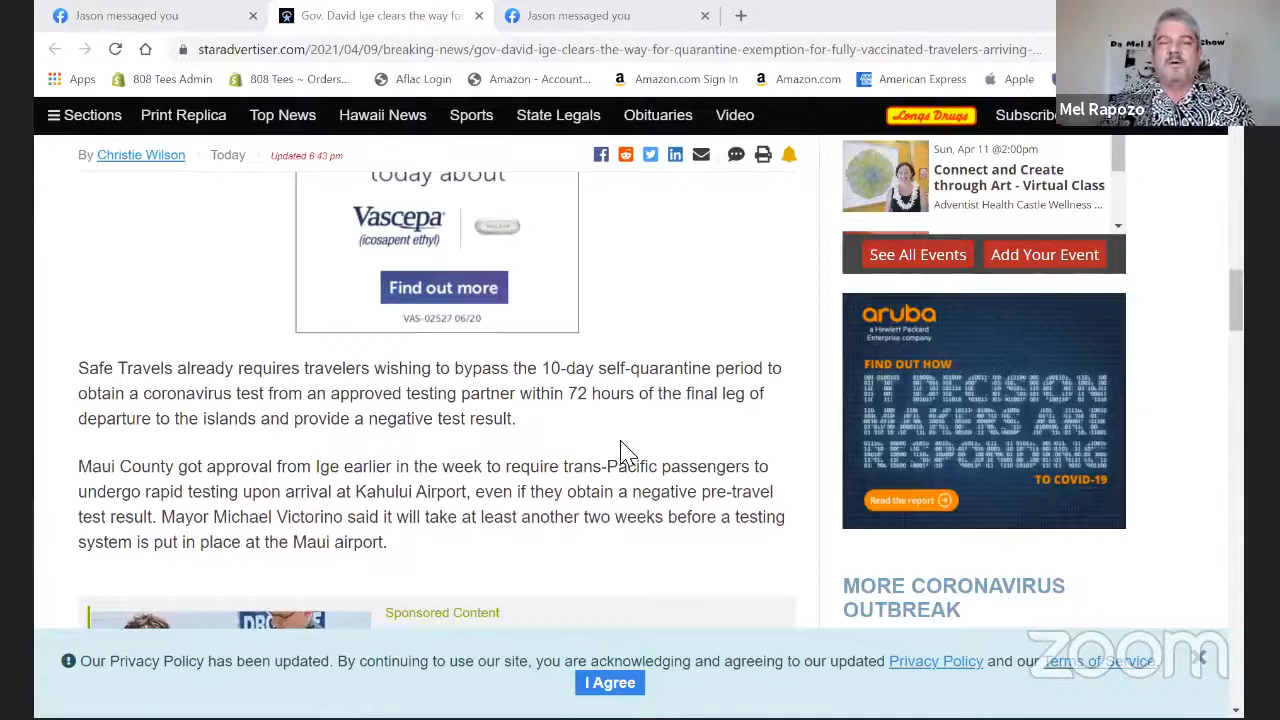 Jason messaged you
Gov. David Ige clears the way for
Jason messaged you
staradvertiser.com/2021/04/09/breaking-news/gov-david-ige-clears-the-way-for-quarantine-exemption-for-fully-vaccinated-travelers-arriving-...
Apps
808 Tees Admin
808 Tees ~ Orders...
Aflac Login
Amazon - Account...
Amazon.com Sign In
Amazon.com
American Express
Apple
Da Mel
Show
Mel Rapozo
Sections
Print Replica
Top News
Hawaii News
Sports
State Legals
Obituaries
Video
Longs Drugs
Subscribe
By Christie Wilson
Today
Updated 6:43 pm
today about
Vascepa
(icosapent ethyl)
Find out more
VAS-02527 06/20
Safe Travels currently requires travelers wishing to bypass the 10-day self-quarantine period to
obtain a coronavirus test from an approved testing partner within 72 hours of the final leg of
departure to the islands and provide a negative test result.
Maui County got approval from Ige earlier in the week to require trans-Pacific passengers to
undergo rapid testing upon arrival at Kahului Airport, even if they obtain a negative pre-travel
test result. Mayor Michael Victorino said it will take at least another two weeks before a testing
system is put in place at the Maui airport.
Sponsored Content
Sun, Apr 11 @2:00pm
Connect and Create
through Art - Virtual Class
Adventist Health Castle Wellness ...
See All Events
Add Your Event
aruba
a Hewlett Packard
Enterprise company
FIND OUT HOW
TO COVID-19
Read the report
MORE CORONAVIRUS
OUTBREAK
Our Privacy Policy has been updated. By continuing to use our site, you are acknowledging and agreeing to our updated Privacy Policy and our Terms of Service.
I Agree
zoom